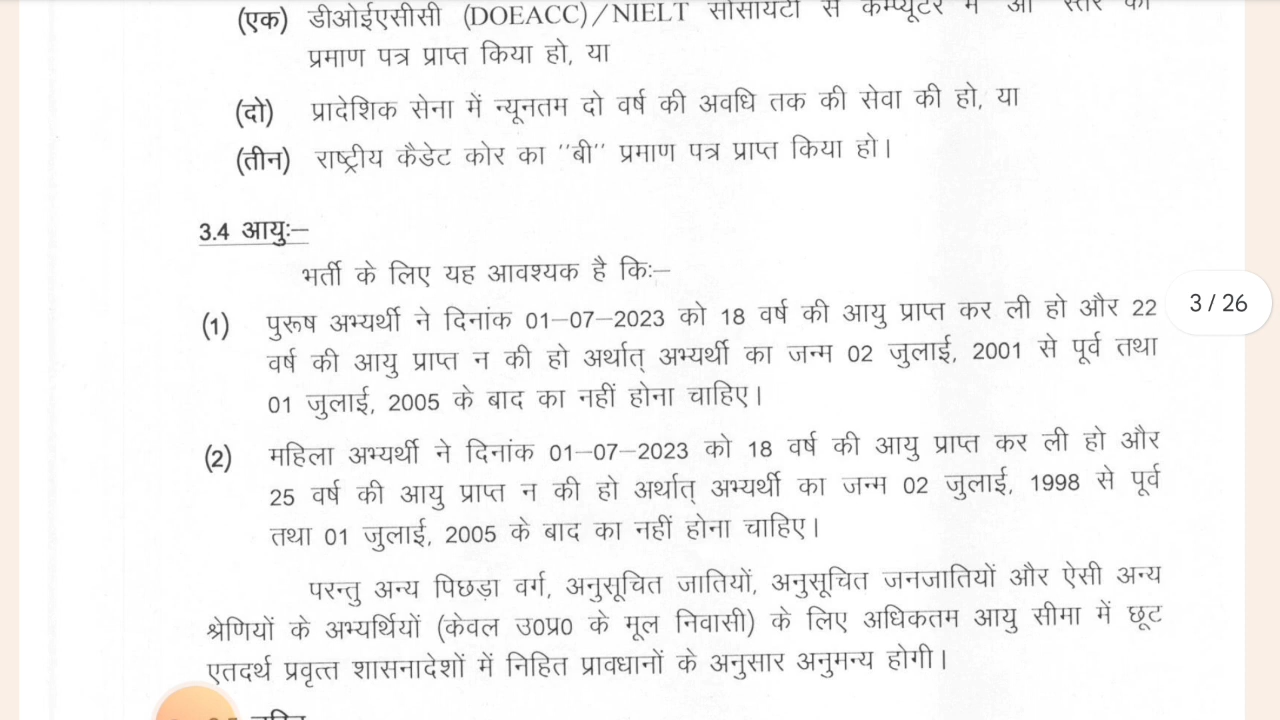 (एक) डीओईएसीसी (DOEACC)/NIELT सोसायटी से कम्प्यूटर में
प्रमाण पत्र प्राप्त किया हो, या
(दो) प्रादेशिक सेना में न्यूनतम दो वर्ष की अवधि तक की सेवा की हो, या
(तीन) राष्ट्रीय कैडेट कोर का ''बी'' प्रमाण पत्र प्राप्त किया हो।
3.4 आयुः–
भर्ती के लिए यह आवश्यक है किः–
(1) पुरूष अभ्यर्थी ने दिनांक 01–07–2023 को 18 वर्ष की आयु प्राप्त कर ली हो और 22
वर्ष की आयु प्राप्त न की हो अर्थात् अभ्यर्थी का जन्म 02 जुलाई, 2001 से पूर्व तथा
01 जुलाई, 2005 के बाद का नहीं होना चाहिए।
3 / 26
(2) महिला अभ्यर्थी ने दिनांक 01–07–2023 को 18 वर्ष की आयु प्राप्त कर ली हो और
25 वर्ष की आयु प्राप्त न की हो अर्थात् अभ्यर्थी का जन्म 02 जुलाई, 1998 से पूर्व
तथा 01 जुलाई, 2005 के बाद का नहीं होना चाहिए।
परन्तु अन्य पिछड़ा वर्ग, अनुसूचित जातियों, अनुसूचित जनजातियों और ऐसी अन्य
श्रेणियों के अभ्यर्थियों (केवल उ0प्र0 के मूल निवासी) के लिए अधिकतम आयु सीमा में छूट
एतदर्थ प्रवृत्त शासनादेशों में निहित प्रावधानों के अनुसार अनुमन्य होगी।